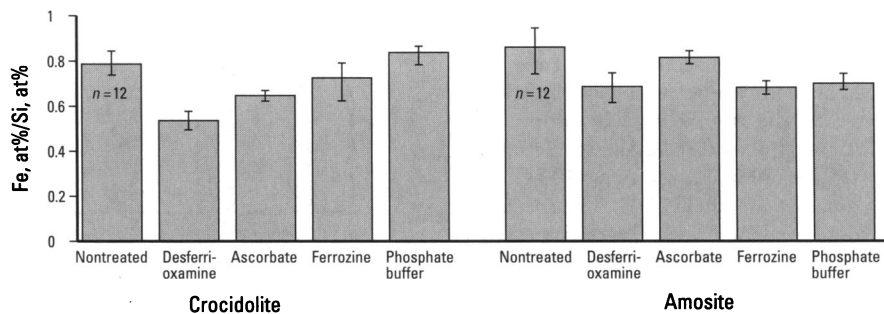 Fe, at%/Si, at%
1
0.8
0.6
0.4
0.2
0
n = 12
n = 12
Nontreated
Desferri-
oxamine
Ascorbate
Ferrozine
Phosphate
buffer
Nontreated
Desferri-
oxamine
Ascorbate
Ferrozine
Phosphate
buffer
Crocidolite
Amosite